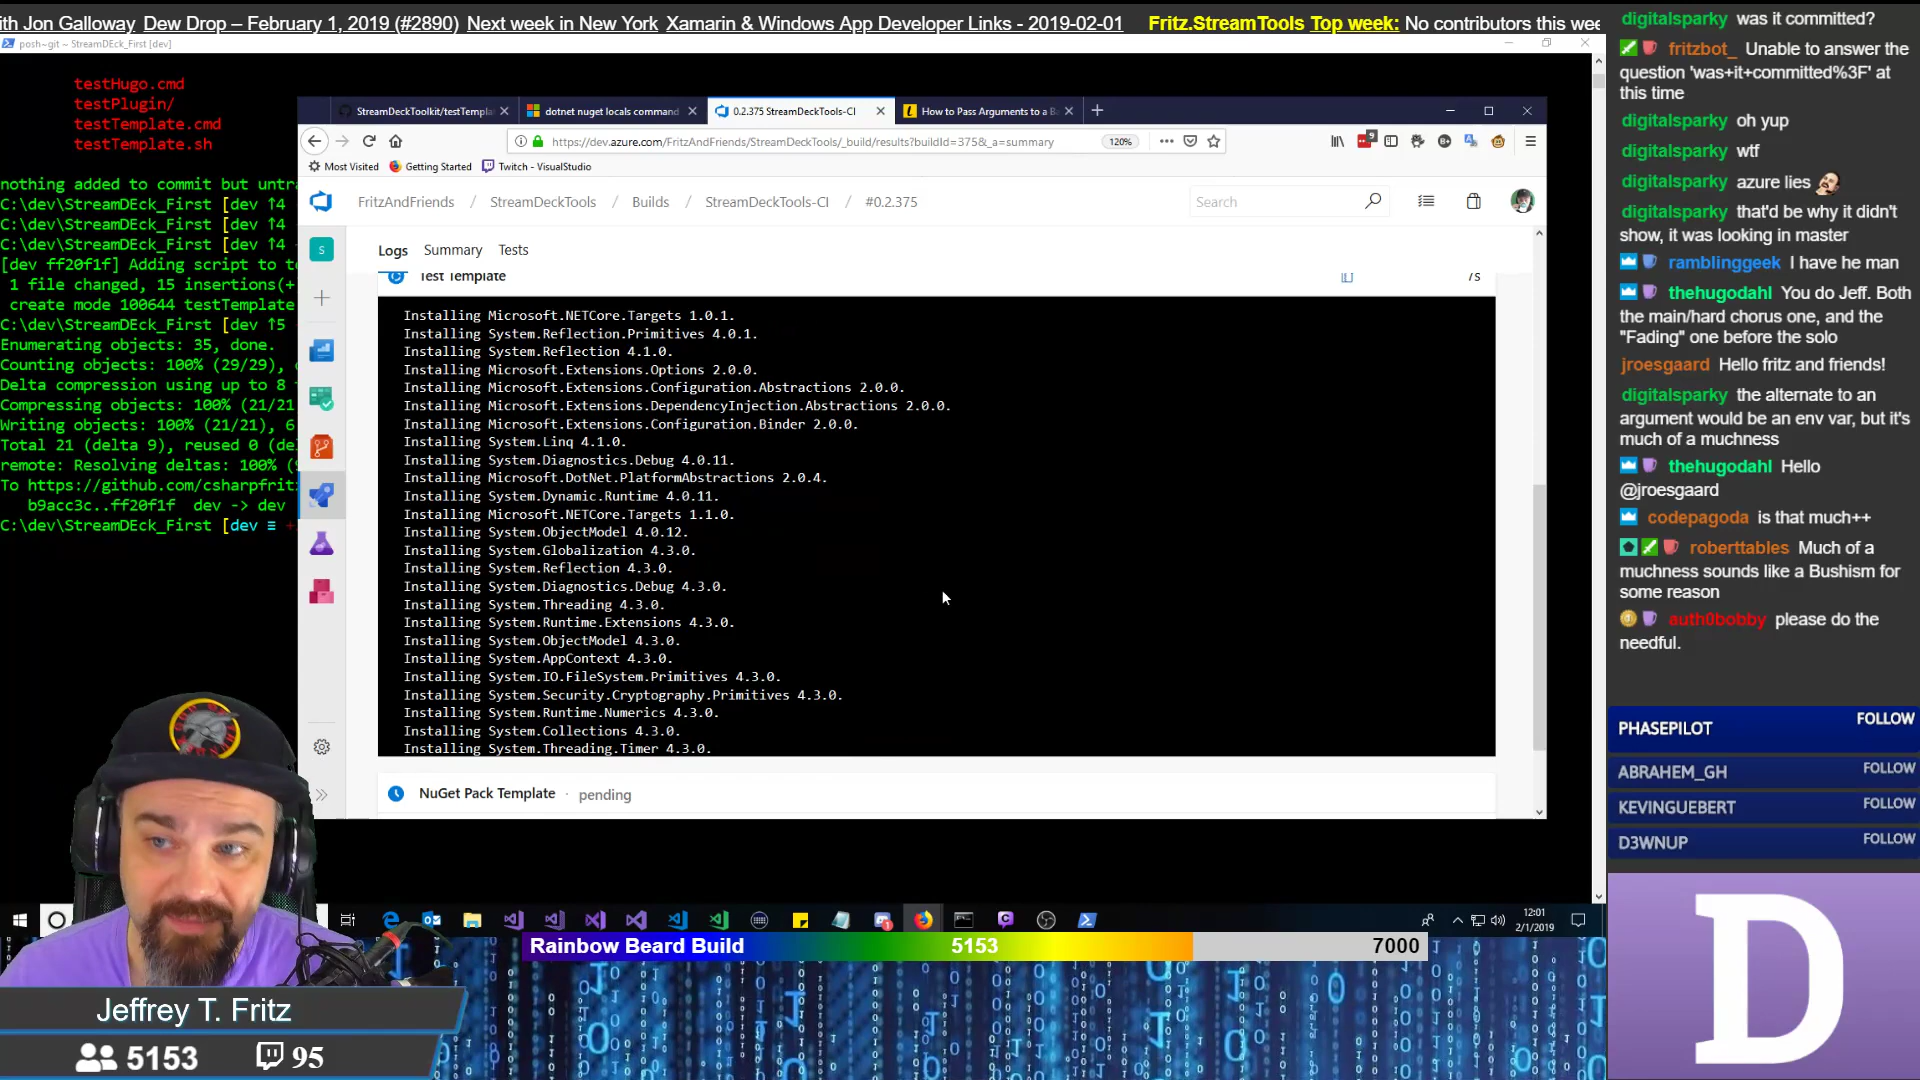 ith Jon Galloway  Dew Drop – February 1, 2019 (#2890)  Next week in New York  Xamarin & Windows App Developer Links - 2019-02-01
Fritz.StreamTools Top week: No contributors this wee
posh~git ~ StreamDEck_First [dev]
testHugo.cmd
testPlugin/
testTemplate.cmd
testTemplate.sh
nothing added to commit but untra
C:\dev\StreamDEck_First [dev ↑4
C:\dev\StreamDEck_First [dev ↑4
C:\dev\StreamDEck_First [dev ↑4
[dev ff20f1f] Adding script to t
1 file changed, 15 insertions(+
create mode 100644 testTemplate
C:\dev\StreamDEck_First [dev ↑5
Enumerating objects: 35, done.
Counting objects: 100% (29/29),
Delta compression using up to 8
Compressing objects: 100% (21/21
Writing objects: 100% (21/21), 6
Total 21 (delta 9), reused 0 (de
remote: Resolving deltas: 100% (
To https://github.com/csharpfrit
b9acc3c..ff20f1f  dev -> dev
C:\dev\StreamDEck_First [dev ≡
StreamDeckToolkit/testTempla
dotnet nuget locals command
0.2.375 StreamDeckTools-CI
How to Pass Arguments to a Ba
https://dev.azure.com/FritzAndFriends/StreamDeckTools/_build/results?buildId=375&_a=summary
120%
9
Most Visited
Getting Started
Twitch - VisualStudio
FritzAndFriends / StreamDeckTools / Builds / StreamDeckTools-CI / #0.2.375
Search
S
Logs
Summary
Tests
Test Template
Installing Microsoft.NETCore.Targets 1.0.1.
Installing System.Reflection.Primitives 4.0.1.
Installing System.Reflection 4.1.0.
Installing Microsoft.Extensions.Options 2.0.0.
Installing Microsoft.Extensions.Configuration.Abstractions 2.0.0.
Installing Microsoft.Extensions.DependencyInjection.Abstractions 2.0.0.
Installing Microsoft.Extensions.Configuration.Binder 2.0.0.
Installing System.Linq 4.1.0.
Installing System.Diagnostics.Debug 4.0.11.
Installing Microsoft.DotNet.PlatformAbstractions 2.0.4.
Installing System.Dynamic.Runtime 4.0.11.
Installing Microsoft.NETCore.Targets 1.1.0.
Installing System.ObjectModel 4.0.12.
Installing System.Globalization 4.3.0.
Installing System.Reflection 4.3.0.
Installing System.Diagnostics.Debug 4.3.0.
Installing System.Threading 4.3.0.
Installing System.Runtime.Extensions 4.3.0.
Installing System.ObjectModel 4.3.0.
Installing System.AppContext 4.3.0.
Installing System.IO.FileSystem.Primitives 4.3.0.
Installing System.Security.Cryptography.Primitives 4.3.0.
Installing System.Runtime.Numerics 4.3.0.
Installing System.Collections 4.3.0.
Installing System.Threading.Timer 4.3.0.
NuGet Pack Template · pending
12:01
2/1/2019
Rainbow Beard Build
5153
7000
Jeffrey T. Fritz
5153
95
digitalsparky was it committed?
fritzbot_ Unable to answer the
question 'was+it+committed%3F' at
this time
digitalsparky oh yup
digitalsparky wtf
digitalsparky azure lies
digitalsparky that'd be why it didn't
show, it was looking in master
ramblinggeek I have he man
thehugodahl You do Jeff. Both
the main/hard chorus one, and the
"Fading" one before the solo
jroesgaard Hello fritz and friends!
digitalsparky the alternate to an
argument would be an env var, but it's
much of a muchness
thehugodahl Hello
@jroesgaard
codepagoda is that much++
roberttables Much of a
muchness sounds like a Bushism for
some reason
auth0bobby please do the
needful.
PHASEPILOT FOLLOW
ABRAHEM_GH FOLLOW
KEVINGUEBERT FOLLOW
D3WNUP FOLLOW
D